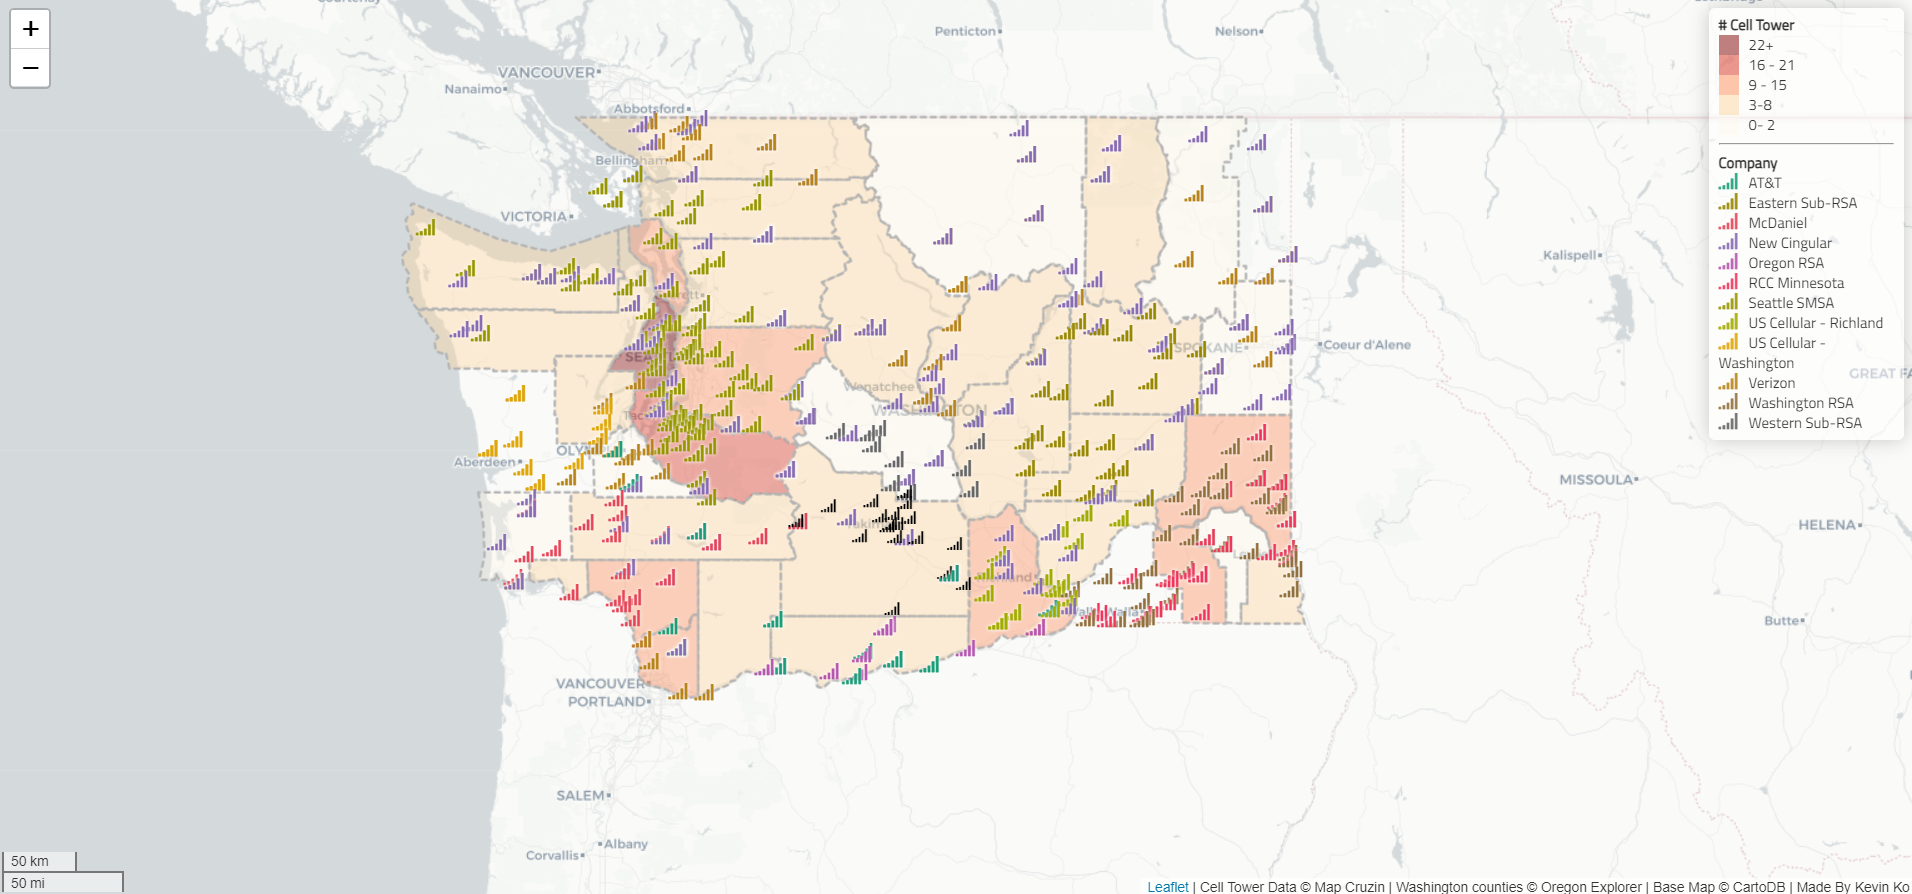 +
−
Courtenay
Penticton
Nelson
VANCOUVER
Nanaimo
Abbotsford
Bellingham
VICTORIA
Kalispell
SPOKANE
Coeur d'Alene
Wenatchee
WASHINGTON
GREAT FA
Aberdeen
MISSOULA
HELENA
Butte
VANCOUVER
PORTLAND
SALEM
Albany
Corvallis
# Cell Tower
22+
16 - 21
9 - 15
3-8
0- 2
Company
AT&T
Eastern Sub-RSA
McDaniel
New Cingular
Oregon RSA
RCC Minnesota
Seattle SMSA
US Cellular - Richland
US Cellular -
Washington
Verizon
Washington RSA
Western Sub-RSA
50 km
50 mi
Leaflet | Cell Tower Data © Map Cruzin | Washington counties © Oregon Explorer | Base Map © CartoDB | Made By Kevin Ko